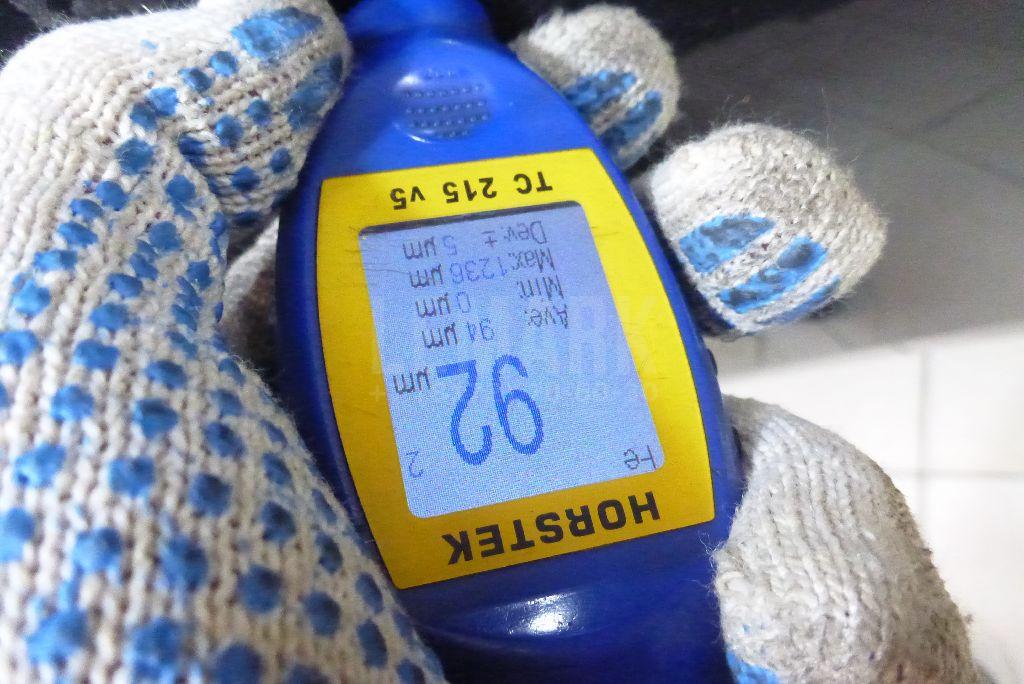 HORSTEK
Fe 2
92 µm
Ave: 94 µm
Min: 0 µm
Max:1236 µm
Dev: ± 5 µm
TC 215 v5